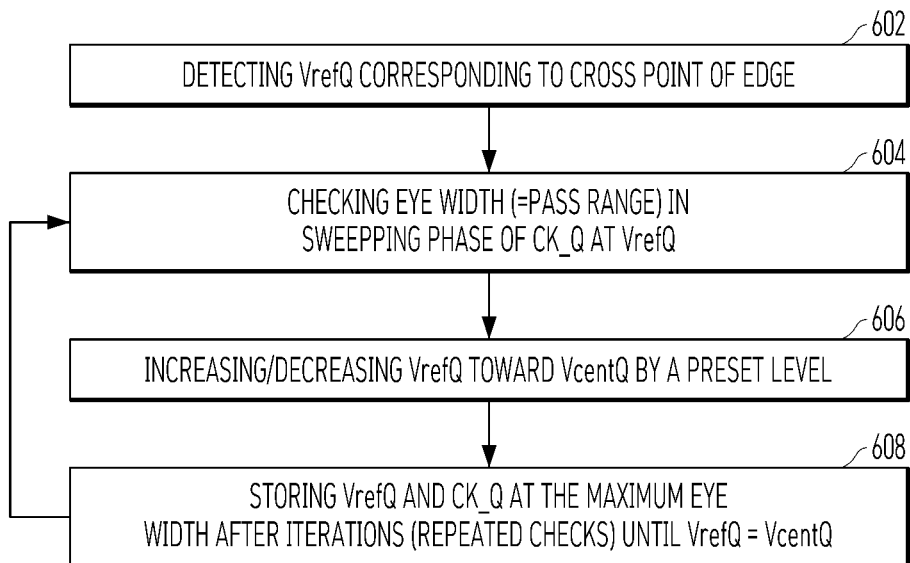 602
DETECTING VrefQ CORRESPONDING TO CROSS POINT OF EDGE
604
CHECKING EYE WIDTH (=PASS RANGE) IN
SWEEPPING PHASE OF CK_Q AT VrefQ
606
INCREASING/DECREASING VrefQ TOWARD VcentQ BY A PRESET LEVEL
608
STORING VrefQ AND CK_Q AT THE MAXIMUM EYE
WIDTH AFTER ITERATIONS (REPEATED CHECKS) UNTIL VrefQ = VcentQ